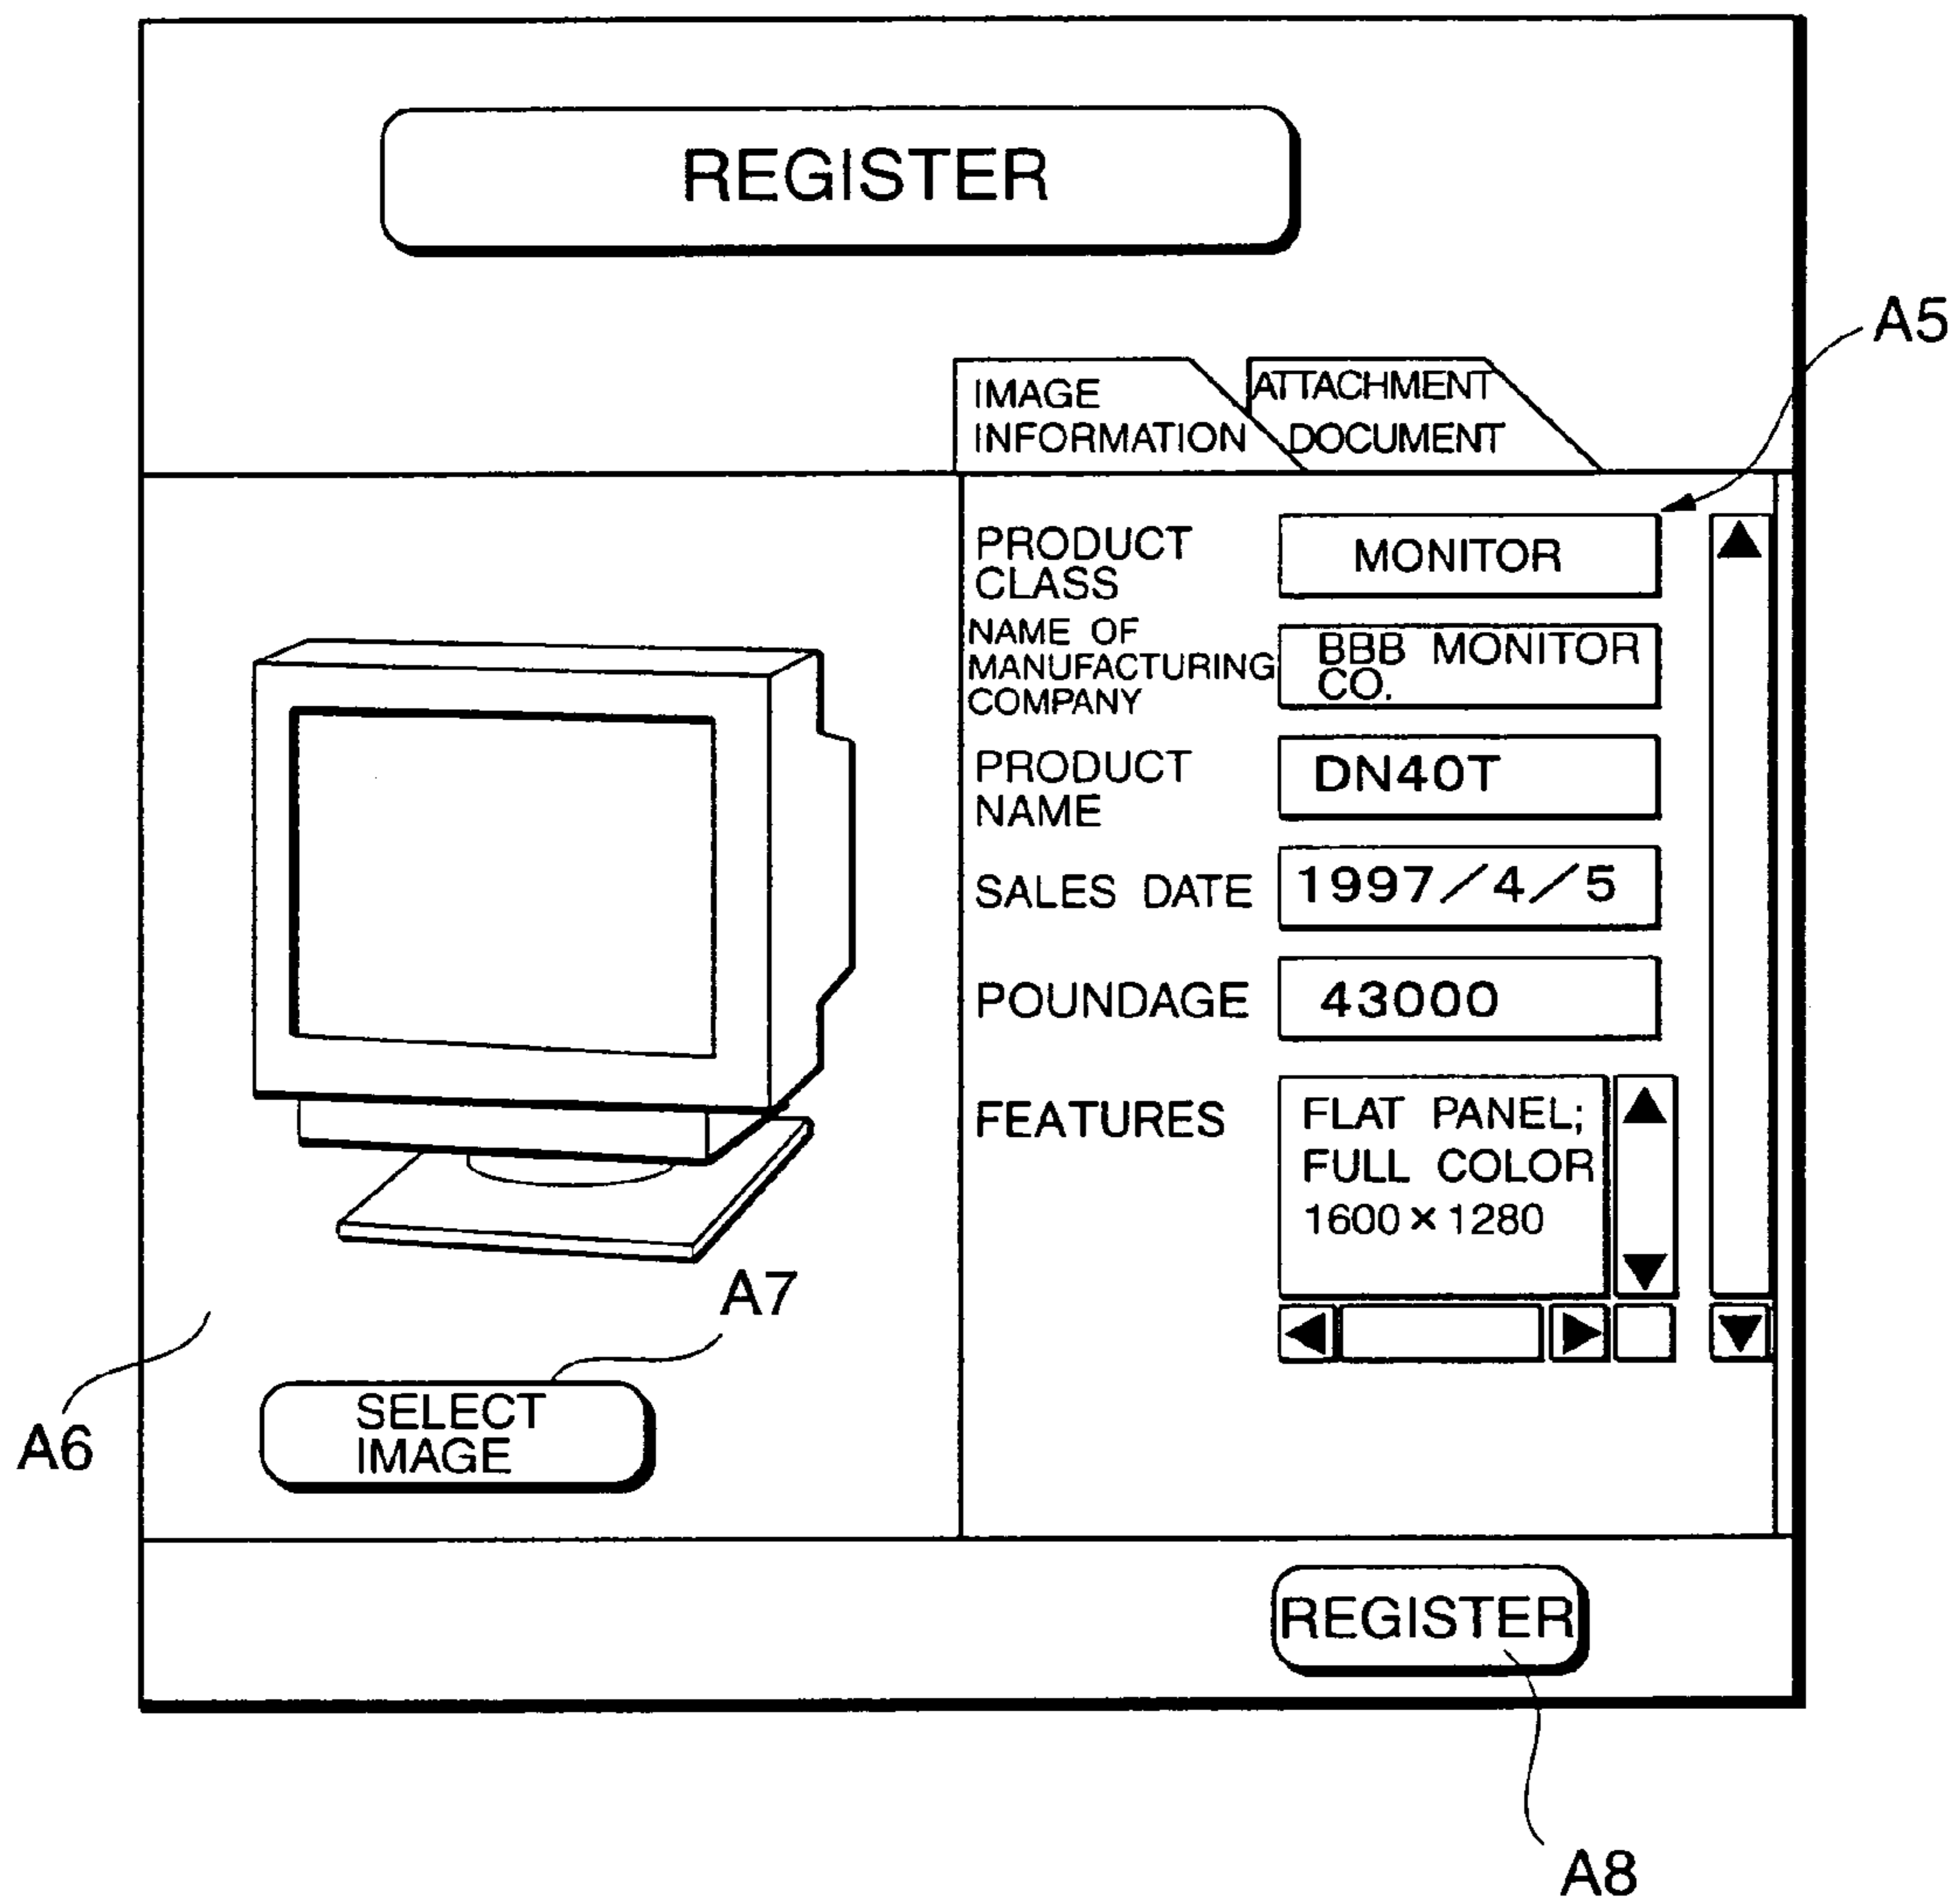 REGISTER
A5
IMAGE
INFORMATION
ATTACHMENT
DOCUMENT
PRODUCT
CLASS
MONITOR
NAME OF
MANUFACTURING
COMPANY
BBB MONITOR
CO.
PRODUCT
NAME
DN40T
SALES DATE
1997/4/5
POUNDAGE
43000
FEATURES
FLAT PANEL;
FULL COLOR
1600×1280
A7
SELECT
IMAGE
A6
REGISTER
A8